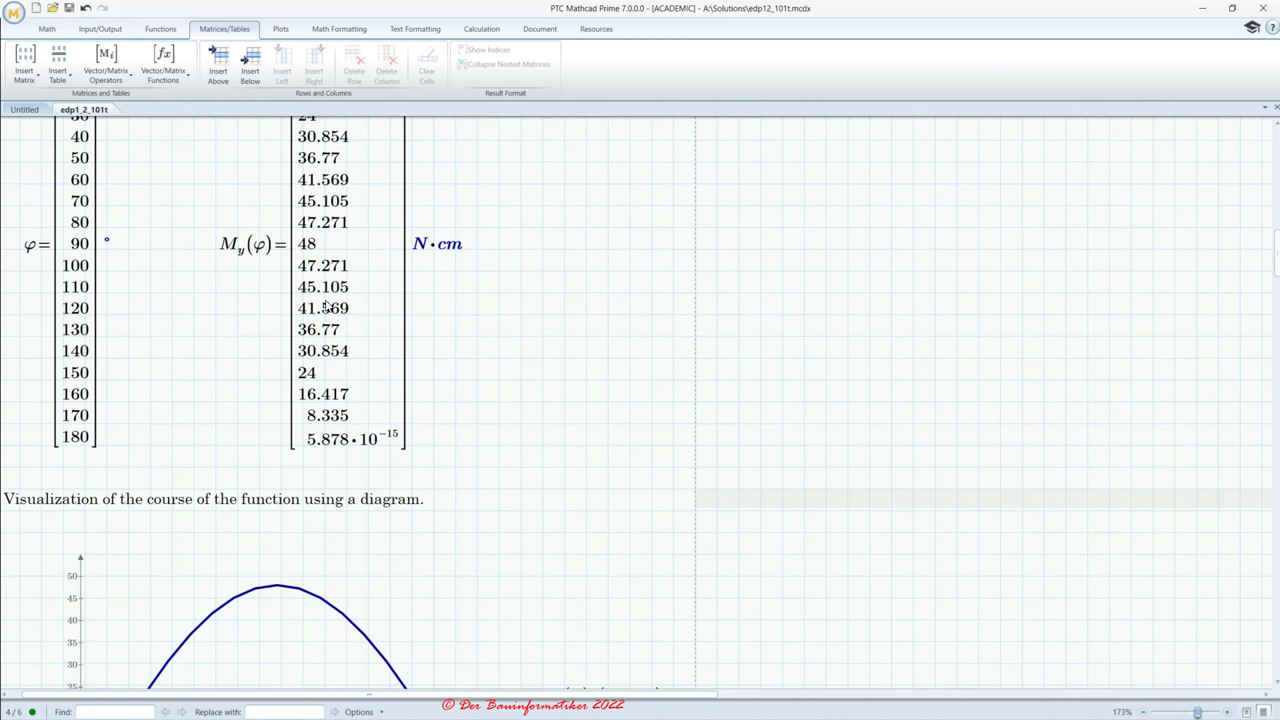 PTC Mathcad Prime 7.0.0.0 - [ACADEMIC] - A:\Solutions\edp12_101t.mcdx
Math Input/Output Functions Matrices/Tables Plots Math Formatting Text Formatting Calculation Document Resources
Insert Matrix Insert Table Vector/Matrix Operators Vector/Matrix Functions Insert Above Insert Below Insert Left Insert Right Delete Row Delete Column Clear Cells
Show Indices
Collapse Nested Matrices
Matrices and Tables Rows and Columns Result Format
Untitled edp1_2_101t
40 30.854
50 36.77
60 41.569
70 45.105
80 47.271
φ= 90 ° My(φ)= 48 N·cm
100 47.271
110 45.105
120 41.569
130 36.77
140 30.854
150 24
160 16.417
170 8.335
180 5.878•10−15
Visualization of the course of the function using a diagram.
50
45
40
35
30
25
© Der Bauinformatiker 2022
4 / 6 Find: Replace with: Options 173%